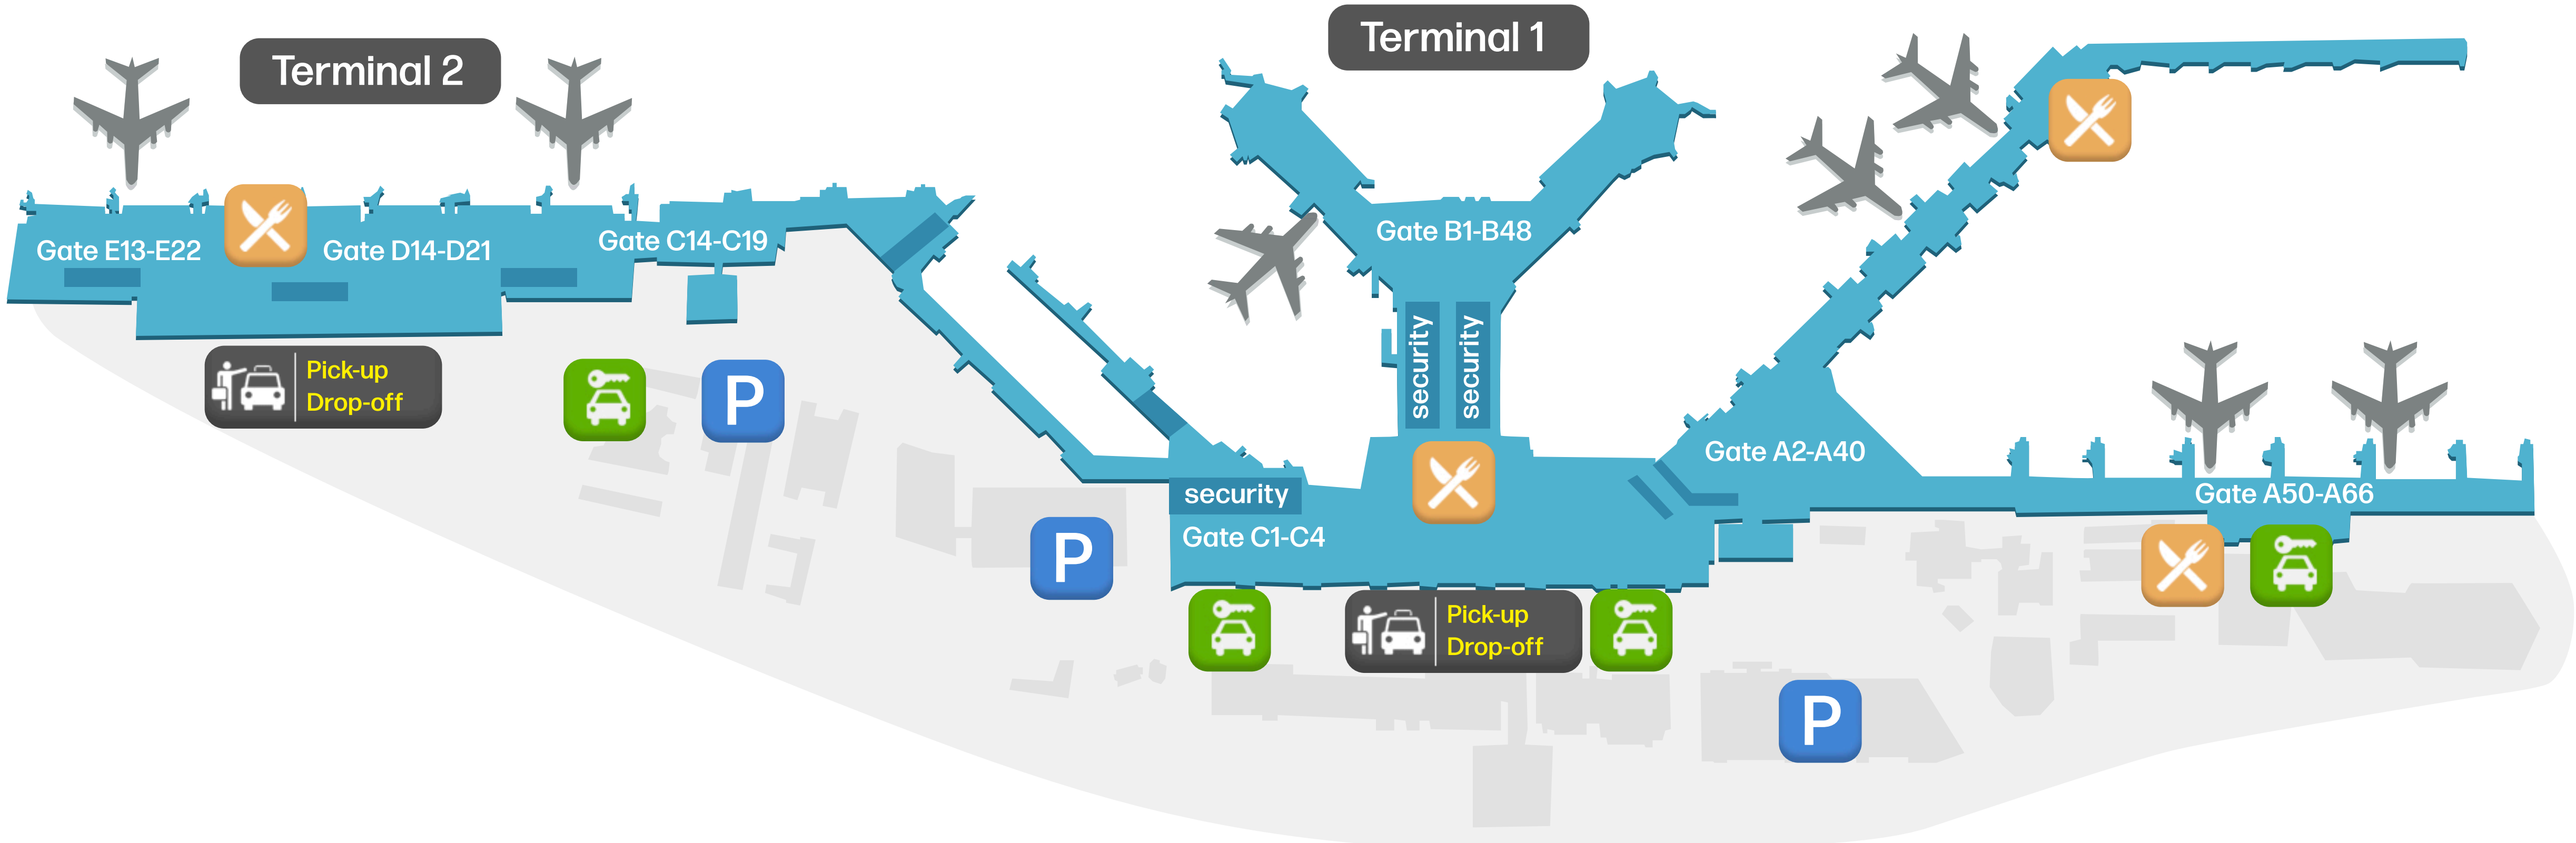 Terminal 2
Terminal 1
Gate E13-E22
Gate D14-D21
Gate C14-C19
Gate B1-B48
Pick-up
Drop-off
P
security
security
Gate A2-A40
security
Gate A50-A66
Gate C1-C4
P
Pick-up
Drop-off
P